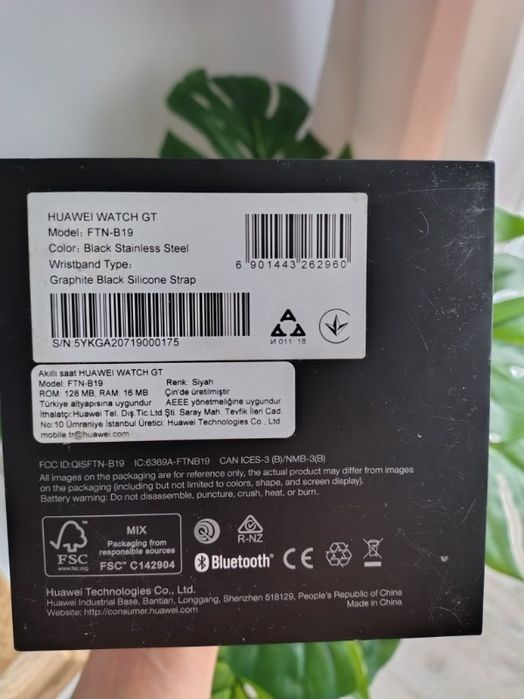 HUAWEI WATCH GT
Model: FTN-B19
Color: Black Stainless Steel
Wristband Type:
Graphite Black Silicone Strap
6 901443 262960
S/N:5YKGA20719000175
И 011 18
Akıllı saat HUAWEI WATCH GT
Model: FTN-B19 Renk: Siyah
ROM: 128 MB, RAM: 16 MB Çin'de üretilmiştir
Türkiye altyapısına uygundur AEEE yönetmeliğine uygundur
İthalatçı:Huawei Tel. Dış.Tic.Ltd Şti. Saray Mah. Tevfik İleri Cad.
No:10 Ümraniye İstanbul Üretici: Huawei Technologies Co., Ltd
mobile.tr@huawei.com
FCC ID:QISFTN-B19 IC:6369A-FTNB19 CAN ICES-3 (B)/NMB-3(B)
All images on the packaging are for reference only, the actual product may differ from images
on the packaging (including but not limited to colors, shape, and screen display).
Battery warning: Do not disassemble, puncture, crush, heat, or burn.
FSC
www.fsc.org
MIX
Packaging from
responsible sources
FSC™ C142904
R-NZ
Bluetooth®
CE
Huawei Technologies Co., Ltd.
Huawei Industrial Base, Bantian, Longgang, Shenzhen 518129, People's Republic of China
Website: http://consumer.huawei.com Made in China